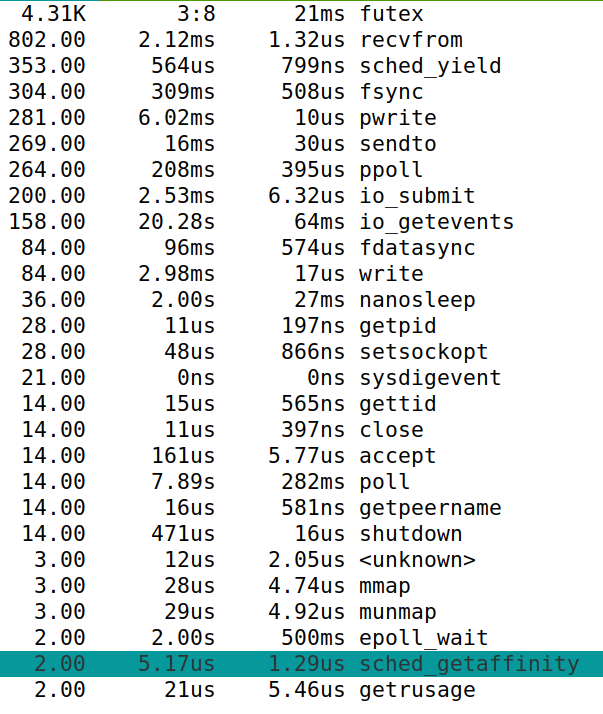 4.31K 3:8 21ms futex
802.00 2.12ms 1.32us recvfrom
353.00 564us 799ns sched_yield
304.00 309ms 508us fsync
281.00 6.02ms 10us pwrite
269.00 16ms 30us sendto
264.00 208ms 395us ppoll
200.00 2.53ms 6.32us io_submit
158.00 20.28s 64ms io_getevents
84.00 96ms 574us fdatasync
84.00 2.98ms 17us write
36.00 2.00s 27ms nanosleep
28.00 11us 197ns getpid
28.00 48us 866ns setsockopt
21.00 0ns 0ns sysdigevent
14.00 15us 565ns gettid
14.00 11us 397ns close
14.00 161us 5.77us accept
14.00 7.89s 282ms poll
14.00 16us 581ns getpeername
14.00 471us 16us shutdown
3.00 12us 2.05us <unknown>
3.00 28us 4.74us mmap
3.00 29us 4.92us munmap
2.00 2.00s 500ms epoll_wait
2.00 5.17us 1.29us sched_getaffinity
2.00 21us 5.46us getrusage